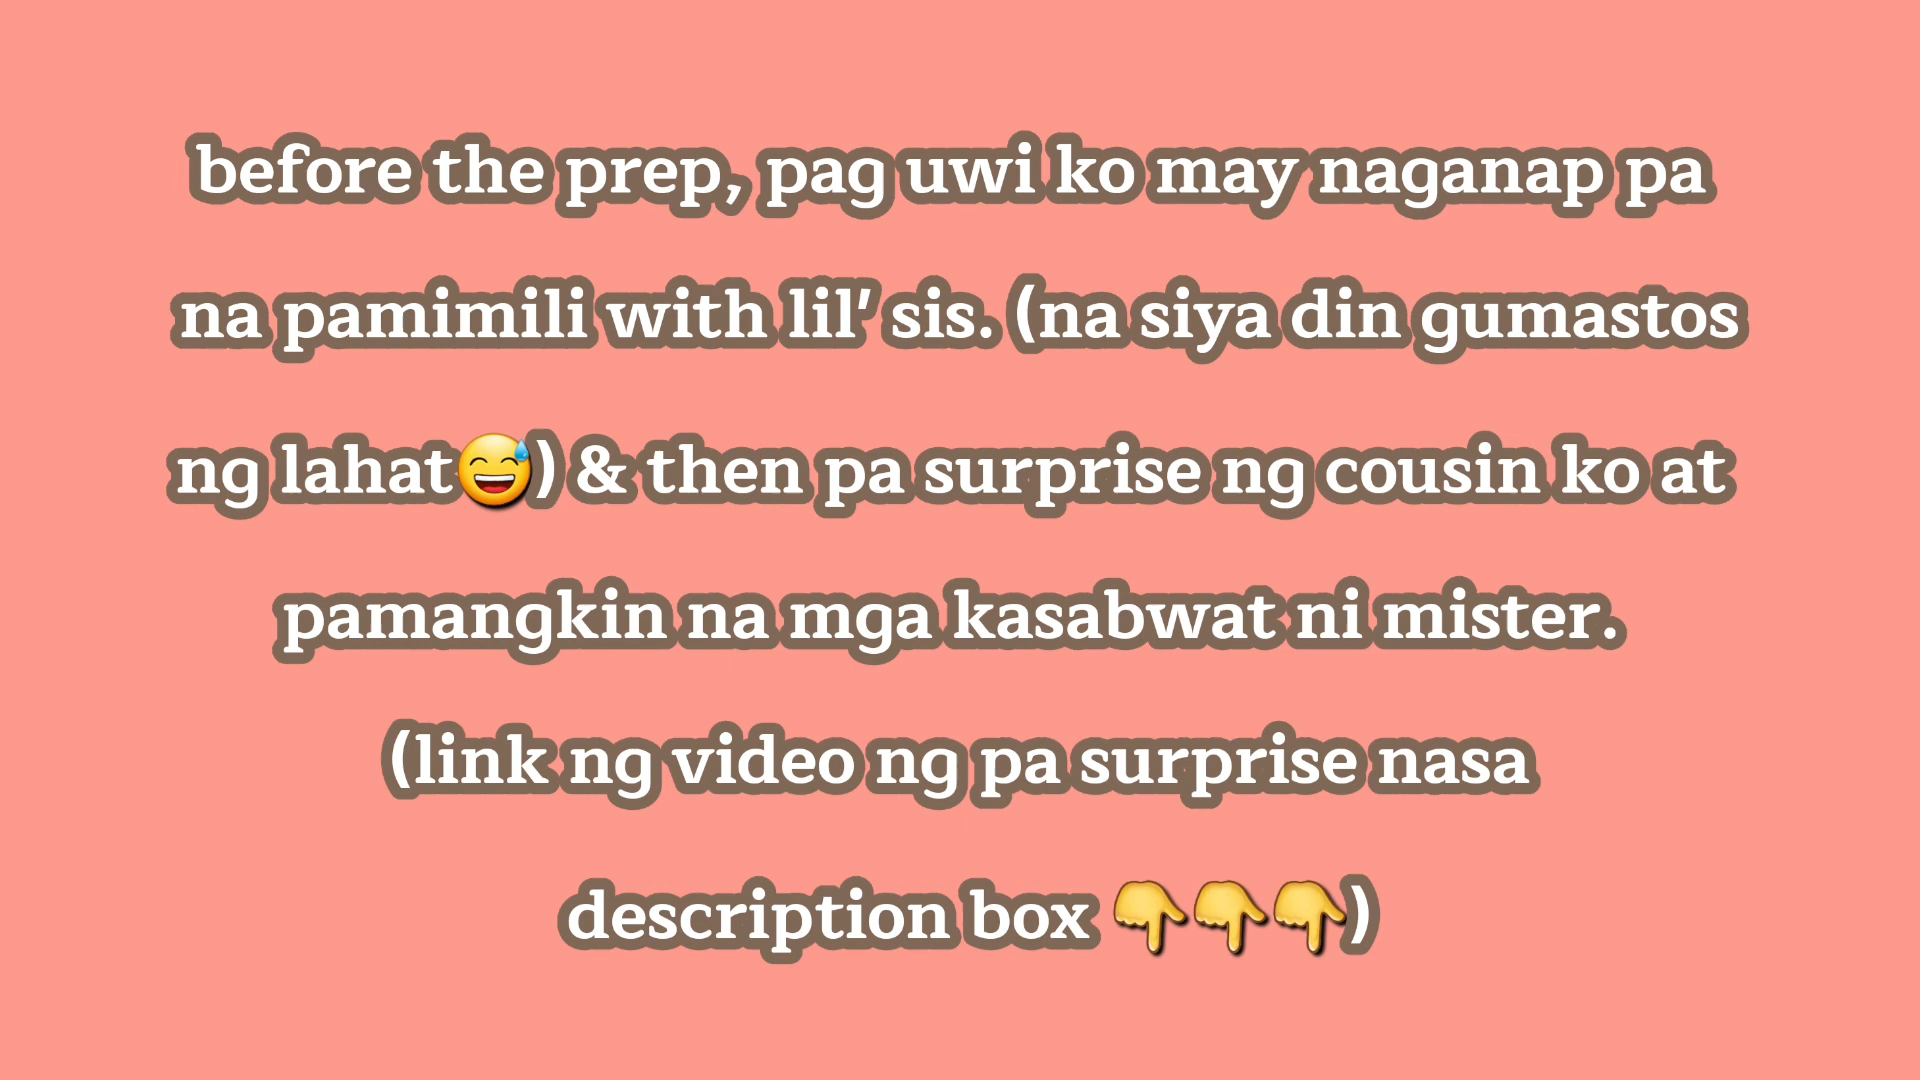 before the prep, pag uwi ko may naganap pa
na pamimili with lil' sis. (na siya din gumastos
ng lahat😅) & then pa surprise ng cousin ko at
pamangkin na mga kasabwat ni mister.
(link ng video ng pa surprise nasa
description box 👇👇👇)